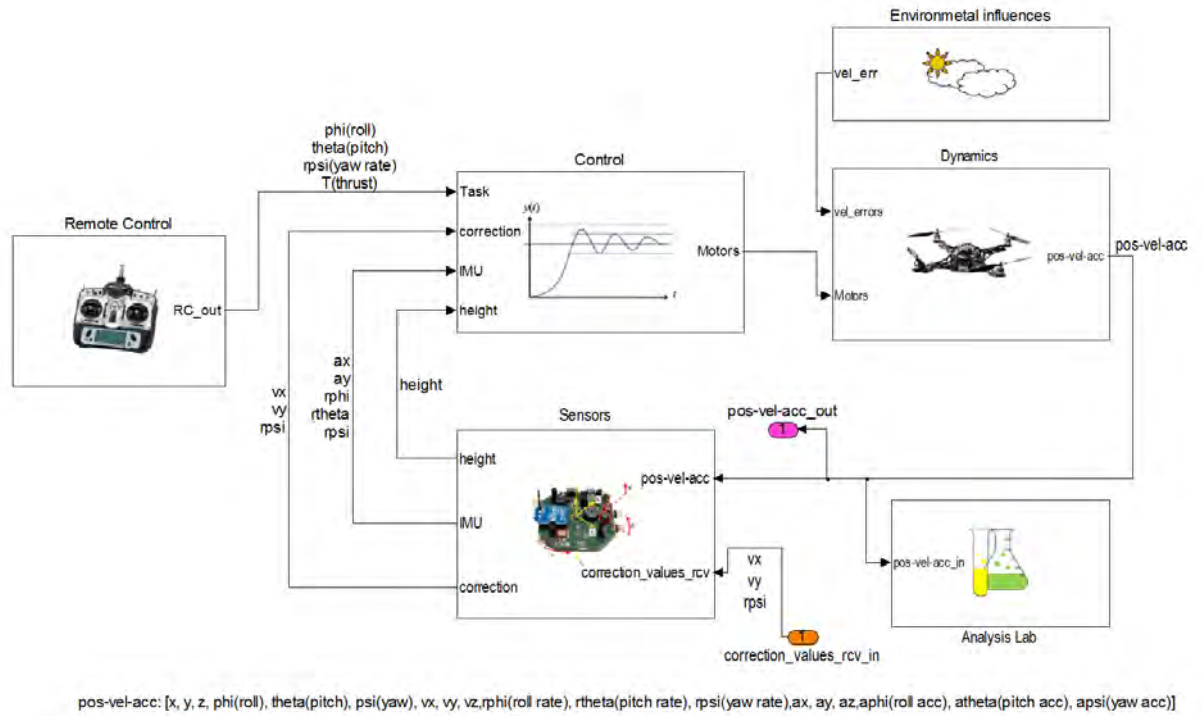 Environmetal influences
vel_err
phi(roll)
theta(pitch)
rpsi(yaw rate)
T(thrust)
Control
Dynamics
Task
vel_errors
Remote Control
y(t)
correction
pos-vel-acc
pos-vel-acc
Motors
IMU
RC_out
Motors
t
height
ax
ay
rphi
rtheta
rpsi
height
vx
vy
rpsi
Sensors
pos-vel-acc_out
1
height
pos-vel-acc
IMU
correction_values_rcv
vx
vy
rpsi
pos-vel-acc_in
correction
1
Analysis Lab
correction_values_rcv_in
pos-vel-acc: [x, y, z, phi(roll), theta(pitch), psi(yaw), vx, vy, vz,rphi(roll rate), rtheta(pitch rate), rpsi(yaw rate),ax, ay, az,aphi(roll acc), atheta(pitch acc), apsi(yaw acc)]